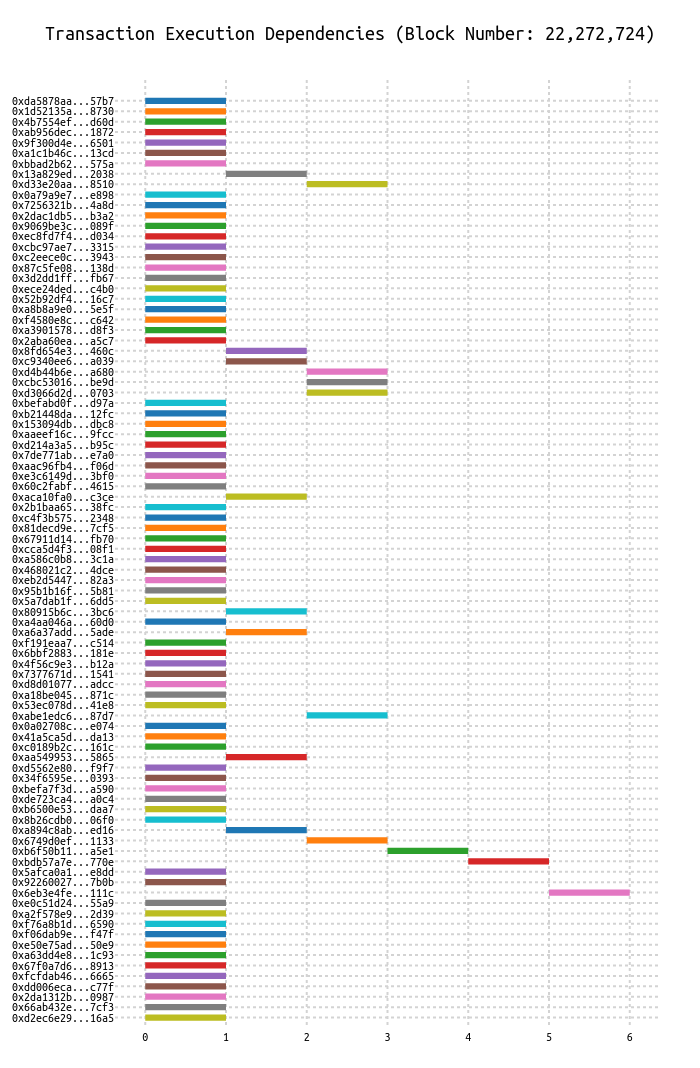 Transaction Execution Dependencies (Block Number: 22,272,724)
0xda5878aa...57b7
0x1d52135a...8730
0x4b7554ef...d60d
0xab956dec...1872
0x9f300d4e...6501
0xa1c1b46c...13cd
0xbbad2b62...575a
0x13a829ed...2038
0xd33e20aa...8510
0x0a79a9e7...e898
0x7256321b...4a8d
0x2dac1db5...b3a2
0x9069be3c...089f
0xec8fd7f4...d034
0xcbc97ae7...3315
0xc2eece0c...3943
0x87c5fe08...138d
0x3d2dd1ff...fb67
0xece24ded...c4b0
0x52b92df4...16c7
0xa8b8a9e0...5e5f
0xf4580e8c...c642
0xa3901578...d8f3
0x2aba60ea...a5c7
0x8fd654e3...460c
0xc9340ee6...a039
0xd4b44b6e...a680
0xcbc53016...be9d
0xd3066d2d...0703
0xbefabd0f...d97a
0xb21448da...12fc
0x153094db...dbc8
0xaaeef16c...9fcc
0xd214a3a5...b95c
0x7de771ab...e7a0
0xaac96fb4...f06d
0xe3c6149d...3bf0
0x60c2fabf...4615
0xaca10fa0...c3ce
0x2b1baa65...38fc
0xc4f3b575...2348
0x81decd9e...7cf5
0x67911d14...fb70
0xcca5d4f3...08f1
0xa586c0b8...3c1a
0x468021c2...4dce
0xeb2d5447...82a3
0x95b1b16f...5b81
0x5a7dab1f...6dd5
0x80915b6c...3bc6
0xa4aa046a...60d0
0xa6a37add...5ade
0xf191eaa7...c514
0x6bbf2883...181e
0x4f56c9e3...b12a
0x7377671d...1541
0xd8d01077...adcc
0xa18be045...871c
0x53ec078d...41e8
0xabe1edc6...87d7
0x0a02708c...e074
0x41a5ca5d...da13
0xc0189b2c...161c
0xaa549953...5865
0xd5562e80...f9f7
0x34f6595e...0393
0xbefa7f3d...a590
0xde723ca4...a0c4
0xb6500e53...daa7
0x8b26cdb0...06f0
0xa894c8ab...ed16
0x6749d0ef...1133
0xb6f50b11...a5e1
0xbdb57a7e...770e
0x5afca0a1...e8dd
0x92260027...7b0b
0x6eb3e4fe...111c
0xe0c51d24...55a9
0xa2f578e9...2d39
0xf76a8b1d...6590
0xf06dab9e...f47f
0xe50e75ad...50e9
0xa63dd4e8...1c93
0x67f0a7d6...8913
0xfcfdab46...6665
0xdd006eca...c77f
0x2da1312b...0987
0x66ab432e...7cf3
0xd2ec6e29...16a5
0 1 2 3 4 5 6